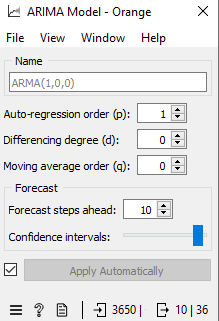 ARIMA Model - Orange
File View Window Help
Name
ARMA(1,0,0)
Auto-regression order (p): 1
Differencing degree (d): 0
Moving average order (q): 0
Forecast
Forecast steps ahead: 10
Confidence intervals:
Apply Automatically
? 3650 | 10 | 36